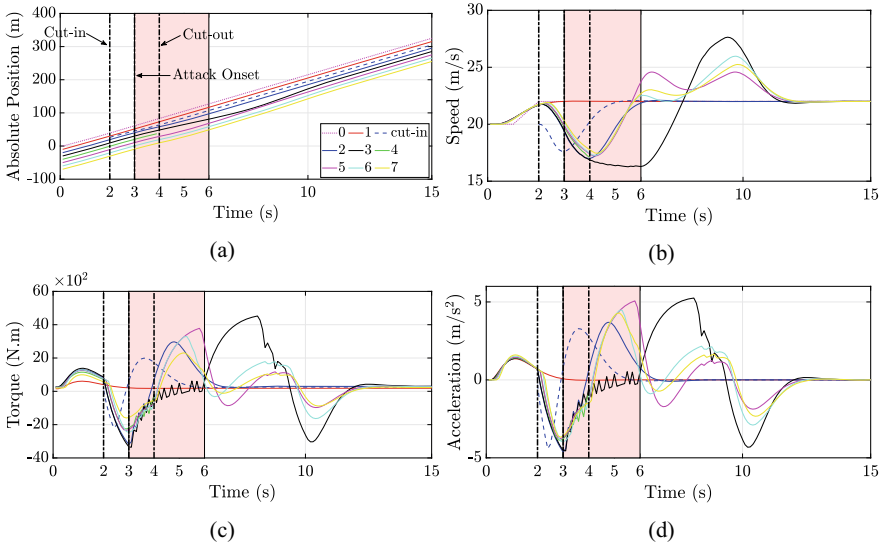 400
300
200
100
0
-100
Absolute Position (m)
Cut-in
Cut-out
Attack Onset
0 1 cut-in
2 3 4
5 6 7
0 2 3 4 6 10 15
Time (s)
(a)
30
25
20
15
Speed (m/s)
0 2 3 4 6 10 15
Time (s)
(b)
×10²
60
40
20
0
-20
-40
Torque (N.m)
0 2 3 4 5 6 10 15
Time (s)
(c)
5
0
-5
Acceleration (m/s²)
0 2 3 4 5 6 10 15
Time (s)
(d)